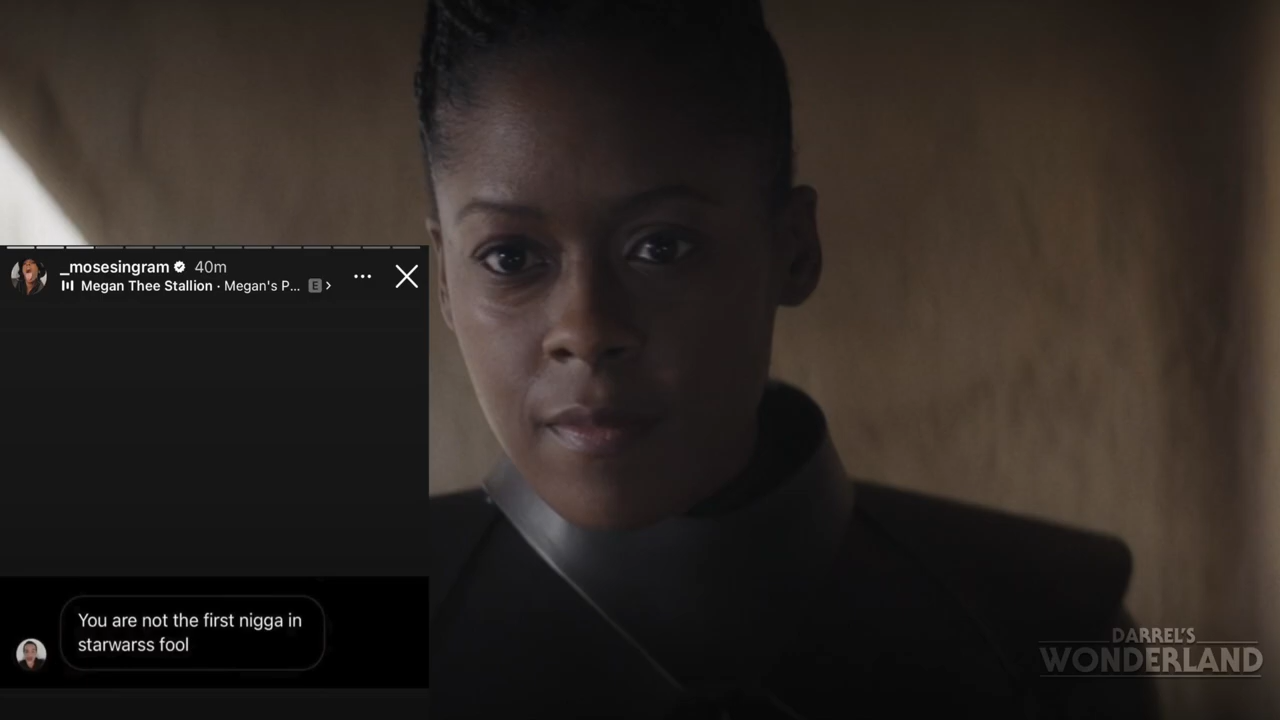 _mosesingram 40m
Megan Thee Stallion · Megan's P... E
You are not the first nigga in
starwarss fool
DARREL'S
WONDERLAND